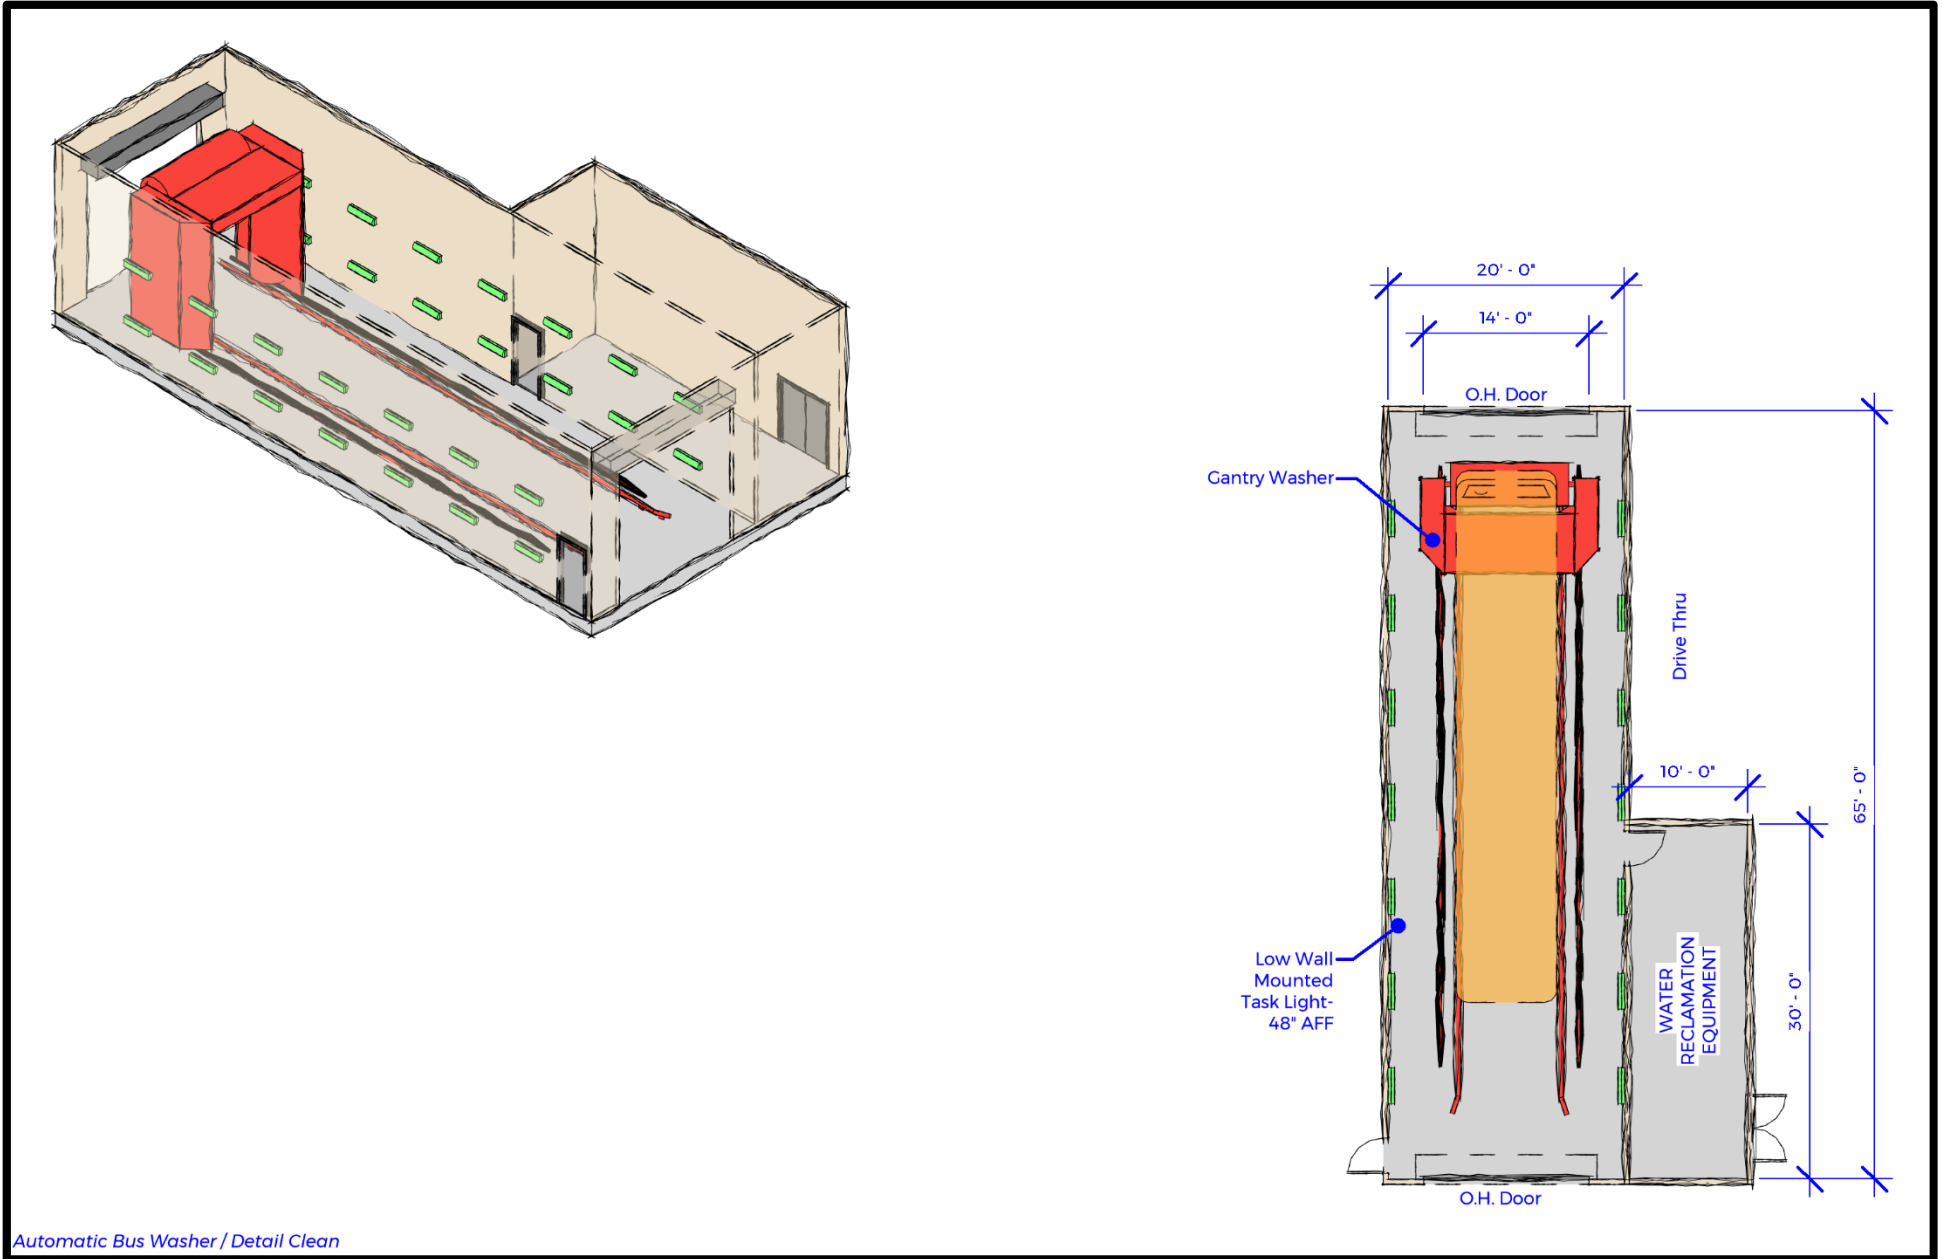 20' - 0"
14' - 0"
O.H. Door
Gantry Washer
Drive Thru
10' - 0"
65' - 0"
Low Wall
Mounted
Task Light-
48" AFF
WATER
RECLAMATION
EQUIPMENT
30' - 0"
O.H. Door
Automatic Bus Washer / Detail Clean